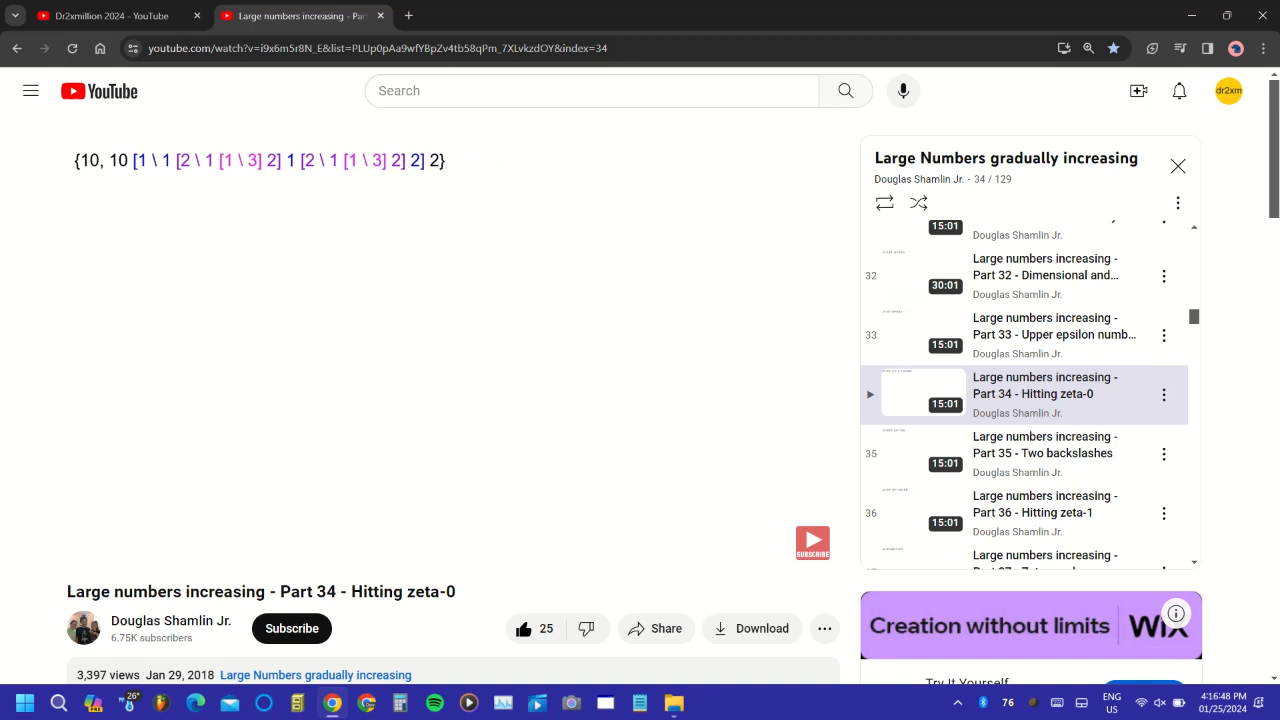 Dr2xmillion 2024 - YouTube
Large numbers increasing - Par
youtube.com/watch?v=i9x6m5r8N_E&list=PLUp0pAa9wfYBpZv4tb58qPm_7XLvkzdOY&index=34
YouTube
Search
dr2xm
{10, 10 [1 \ 1 [2 \ 1 [1 \ 3] 2] 1 [2 \ 1 [1 \ 3] 2] 2] 2}
SUBSCRIBE
Large Numbers gradually increasing
Douglas Shamlin Jr. - 34 / 129
15:01
Douglas Shamlin Jr.
32
30:01
Large numbers increasing -
Part 32 - Dimensional and...
Douglas Shamlin Jr.
33
15:01
Large numbers increasing -
Part 33 - Upper epsilon numb...
Douglas Shamlin Jr.
15:01
Large numbers increasing -
Part 34 - Hitting zeta-0
Douglas Shamlin Jr.
35
15:01
Large numbers increasing -
Part 35 - Two backslashes
Douglas Shamlin Jr.
36
15:01
Large numbers increasing -
Part 36 - Hitting zeta-1
Douglas Shamlin Jr.
Large numbers increasing -
Large numbers increasing - Part 34 - Hitting zeta-0
Douglas Shamlin Jr.
6.75K subscribers
Subscribe
25
Share
Download
3,397 views Jan 29, 2018 Large Numbers gradually increasing
Creation without limits
Wix
Try It Yourself
26°
76
ENG
US
4:16:48 PM
01/25/2024